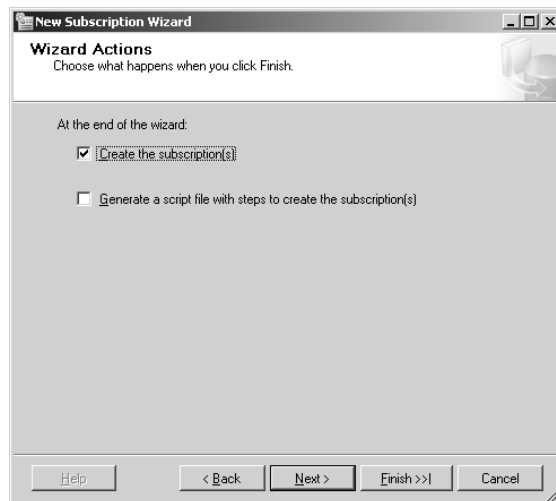 New Subscription Wizard
Wizard Actions
Choose what happens when you click Finish.
At the end of the wizard:
Create the subscription(s)
Generate a script file with steps to create the subscription(s)
Help
< Back
Next >
Finish >>|
Cancel